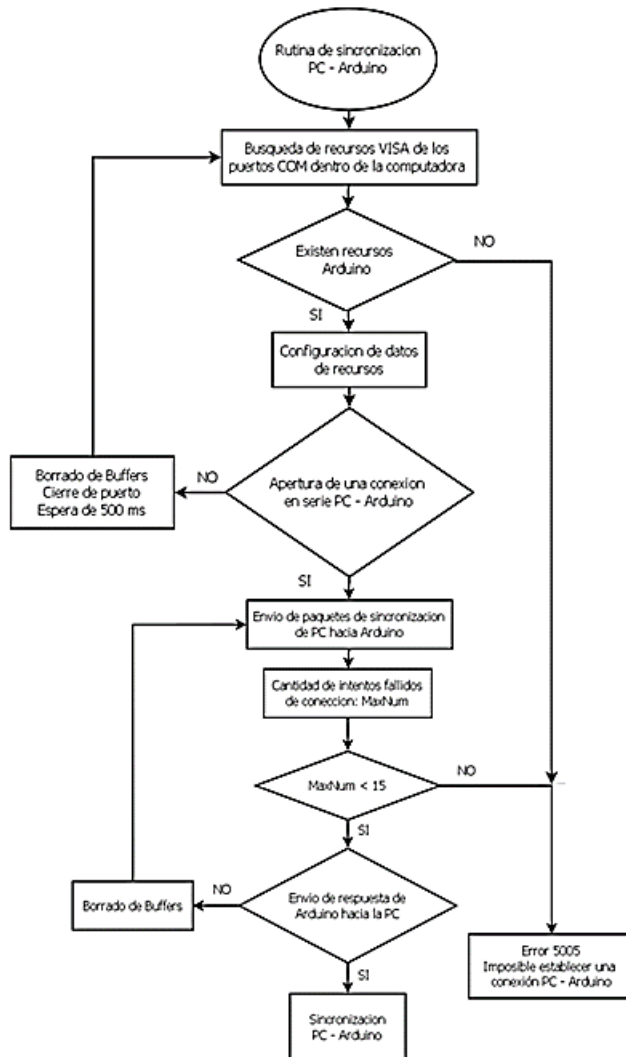 Rutina de sincronizacion
PC - Arduino
Busqueda de recursos VISA de los
puertos COM dentro de la computadora
Existen recursos
Arduino
NO
SI
Configuracion de datos
de recursos
Apertura de una conexion
en serie PC - Arduino
NO
Borrado de Buffers
Cierre de puerto
Espera de 500 ms
SI
Envio de paquetes de sincronizacion
de PC hacia Arduino
Cantidad de intentos fallidos
de coneccion: MaxNum
MaxNum < 15
NO
SI
Envio de respuesta de
Arduino hacia la PC
NO
Borrado de Buffers
Error 5005
Imposible establecer una
conexión PC - Arduino
SI
Sincronizacion
PC - Arduino